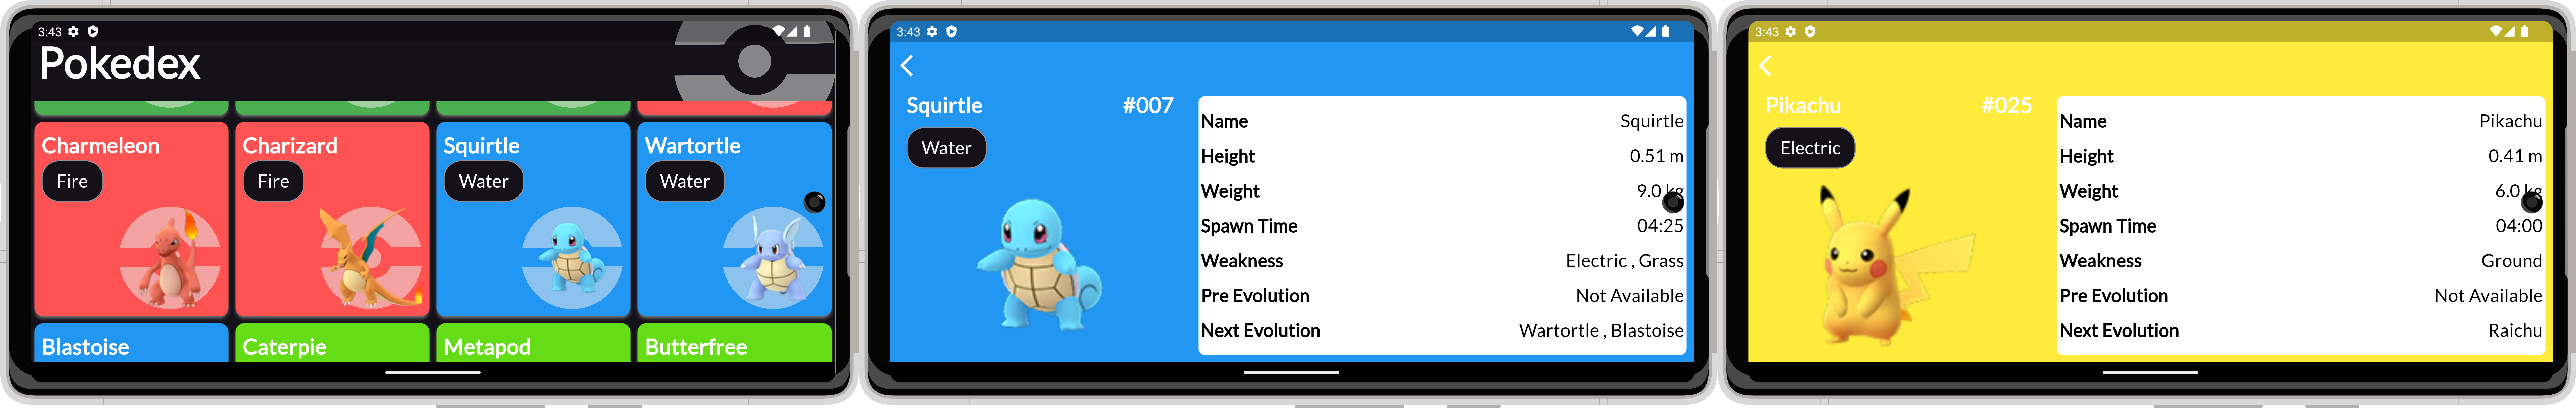 3:43
Pokedex
Charmeleon
Fire
Charizard
Fire
Squirtle
Water
Wartortle
Water
Blastoise
Caterpie
Metapod
Butterfree
3:43
Squirtle #007
Water
Name Squirtle
Height 0.51 m
Weight 9.0 kg
Spawn Time 04:25
Weakness Electric , Grass
Pre Evolution Not Available
Next Evolution Wartortle , Blastoise
3:43
Pikachu #025
Electric
Name Pikachu
Height 0.41 m
Weight 6.0 kg
Spawn Time 04:00
Weakness Ground
Pre Evolution Not Available
Next Evolution Raichu